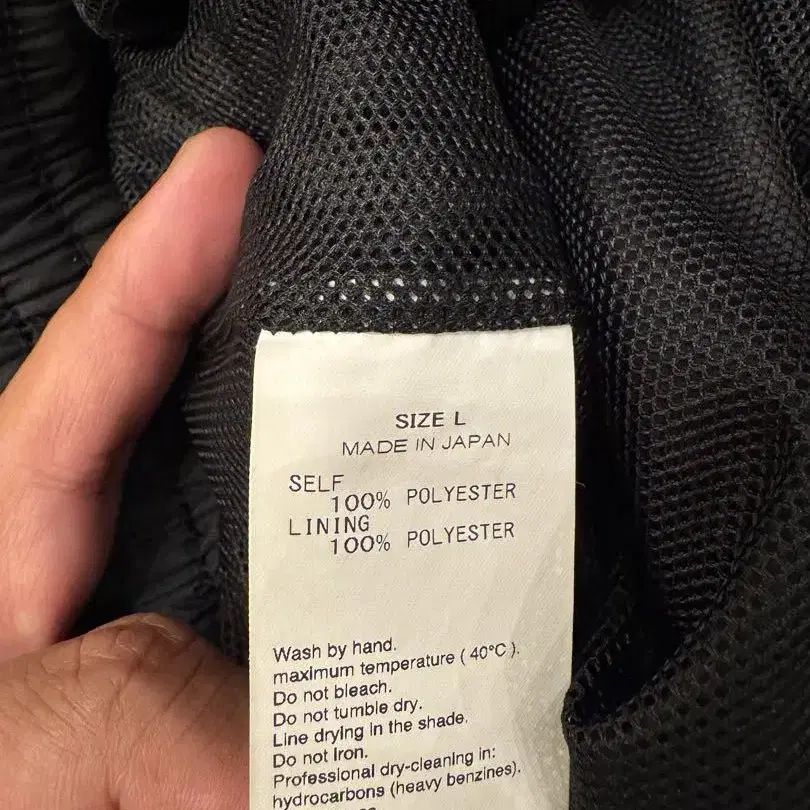 SIZE L
MADE IN JAPAN
SELF
100% POLYESTER
LINING
100% POLYESTER
Wash by hand.
maximum temperature ( 40°C ).
Do not bleach.
Do not tumble dry.
Line drying in the shade.
Do not Iron.
Professional dry-cleaning in:
hydrocarbons (heavy benzines).